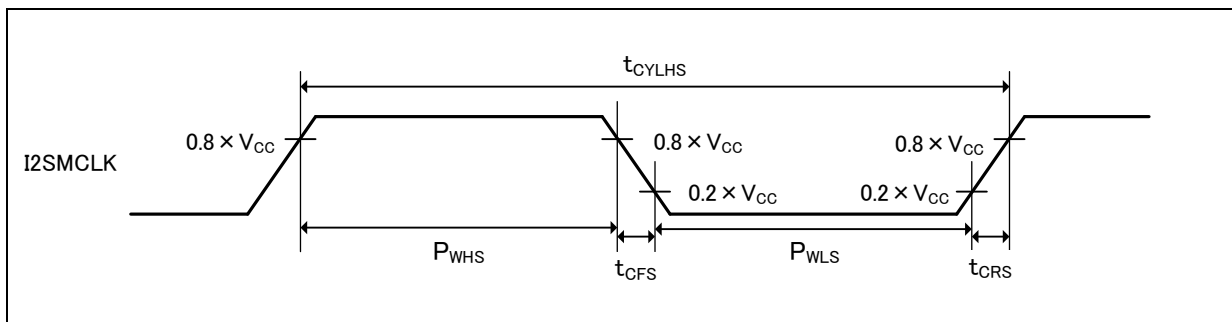 tCYLHS
0.8 × VCC
0.8 × VCC
0.8 × VCC
I2SMCLK
0.2 × VCC
0.2 × VCC
PWHS
tCFS
PWLS
tCRS